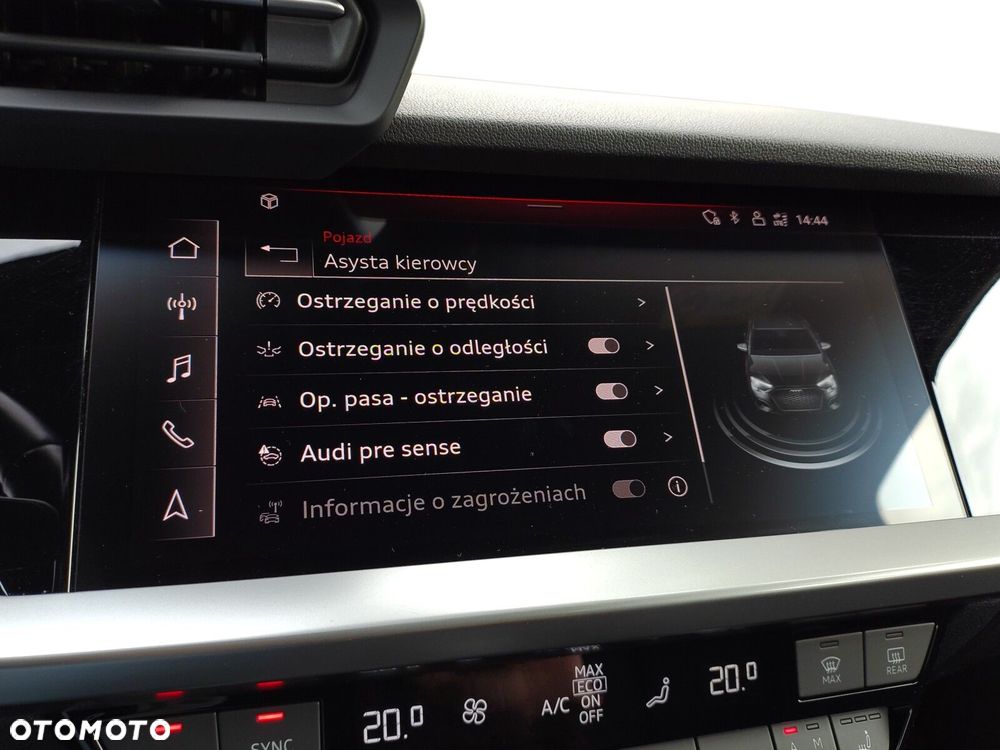 14:44
Pojazd
Asysta kierowcy
Ostrzeganie o prędkości
Ostrzeganie o odległości
Op. pasa - ostrzeganie
Audi pre sense
Informacje o zagrożeniach
MAX
ECO
A/C ON
OFF
20.0
20.0
MAX
REAR
SYNC
M
OTOMOTO